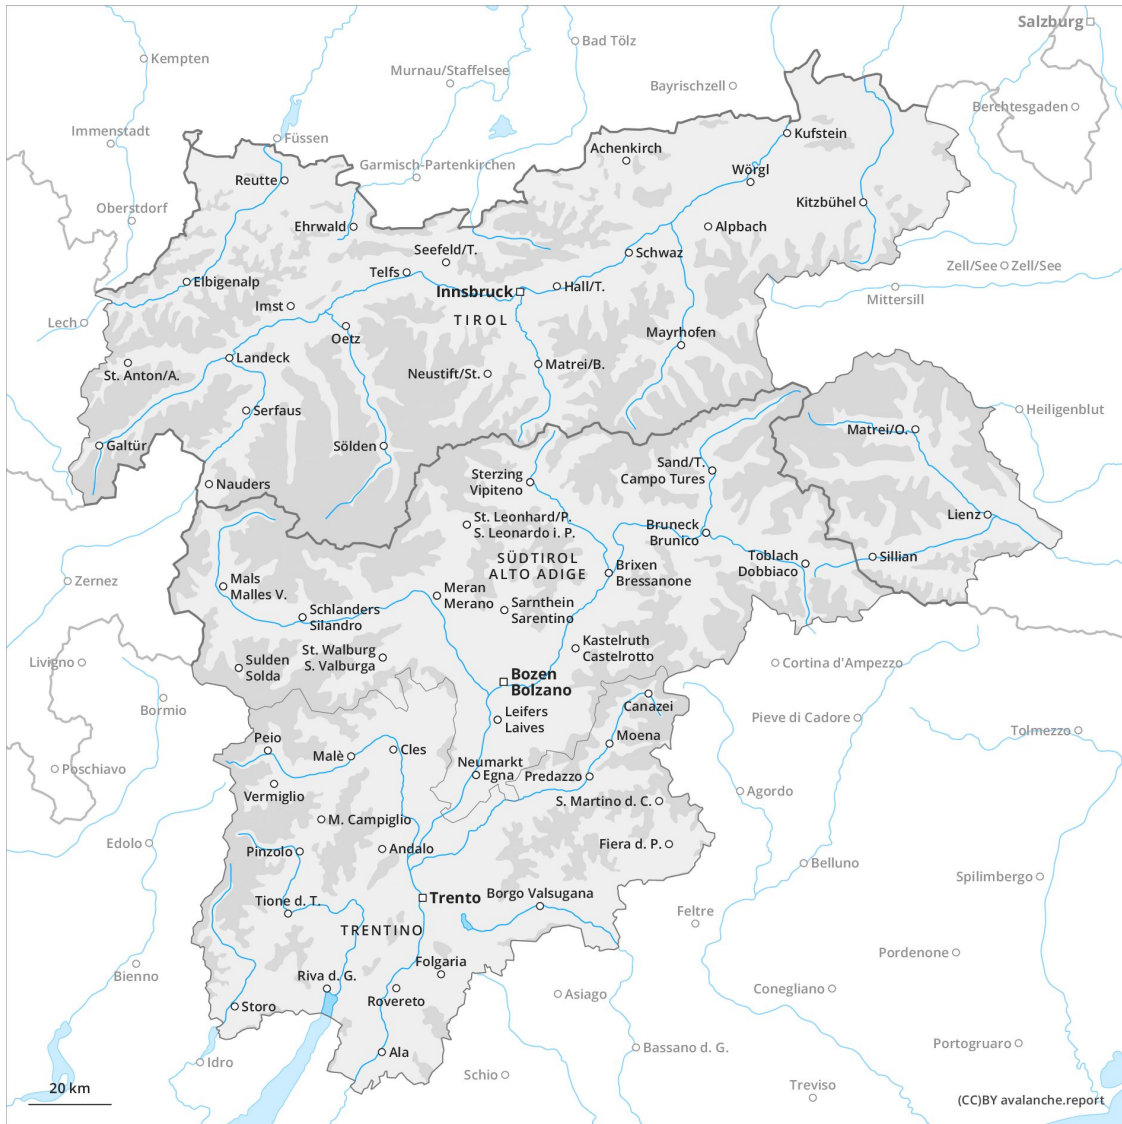 Salzburg
Bad Tölz
Kempten
Murnau/Staffelsee
Bayrischzell
Berchtesgaden
Immenstadt
Füssen
Kufstein
Achenkirch
Garmisch-Partenkirchen
Wörgl
Reutte
Kitzbühel
Oberstdorf
Ehrwald
Alpbach
Seefeld/T.
Schwaz
Telfs
Zell/See
Zell/See
Elbigenalp
Hall/T.
Innsbruck
Mittersill
Imst
TIROL
Lech
Oetz
Mayrhofen
Landeck
Matrei/B.
St. Anton/A.
Neustift/St.
Serfaus
Heiligenblut
Matrei/O.
Galtür
Sölden
Sand/T.
Campo Tures
Sterzing
Vipiteno
Nauders
St. Leonhard/P.
S. Leonardo i. P.
Lienz
Bruneck
Brunico
SÜDTIROL
ALTO ADIGE
Toblach
Dobbiaco
Sillian
Brixen
Bressanone
Zernez
Mals
Malles V.
Meran
Merano
Sarnthein
Sarentino
Schlanders
Silandro
Kastelruth
Castelrotto
St. Walburg
S. Valburga
Livigno
Sulden
Solda
Cortina d'Ampezzo
Bozen
Bolzano
Bormio
Canazei
Leifers
Laives
Pieve di Cadore
Tolmezzo
Peio
Moena
Malè
Cles
Neumarkt
Egna
Poschiavo
Predazzo
Vermiglio
Agordo
S. Martino d. C.
M. Campiglio
Edolo
Fiera d. P.
Pinzolo
Andalo
Belluno
Spilimbergo
Borgo Valsugana
Trento
Tione d. T.
Feltre
TRENTINO
Pordenone
Folgaria
Bienno
Riva d. G.
Conegliano
Asiago
Rovereto
Storo
Portogruaro
Bassano d. G.
Ala
Idro
Schio
Treviso
20 km
(CC)BY avalanche.report